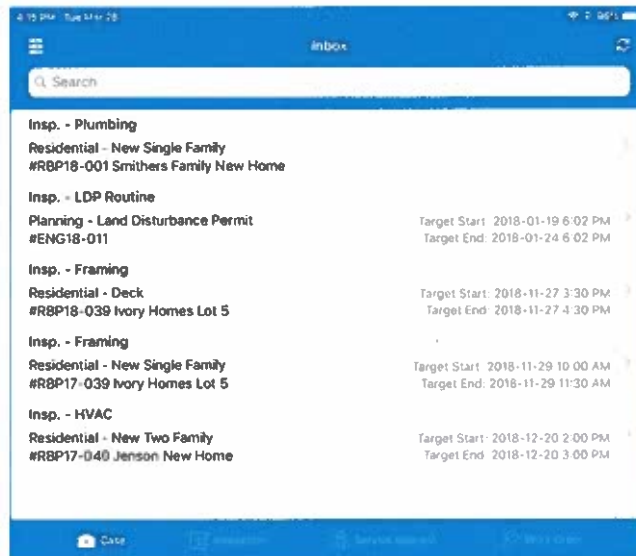 4:15 PM Tue Mar 26
Inbox
Search
Insp. - Plumbing
Residential - New Single Family
#RBP18-001 Smithers Family New Home
Insp. - LDP Routine
Planning - Land Disturbance Permit
Target Start: 2018-01-19 6:02 PM
#ENG18-011
Target End: 2018-01-24 6:02 PM
Insp. - Framing
Residential - Deck
Target Start: 2018-11-27 3:30 PM
#RBP18-039 Ivory Homes Lot 5
Target End: 2018-11-27 4:30 PM
Insp. - Framing
Residential - New Single Family
Target Start: 2018-11-29 10:00 AM
#RBP17-039 Ivory Homes Lot 5
Target End: 2018-11-29 11:30 AM
Insp. - HVAC
Residential - New Two Family
Target Start: 2018-12-20 2:00 PM
#RBP17-040 Jenson New Home
Target End: 2018-12-20 3:00 PM
Case